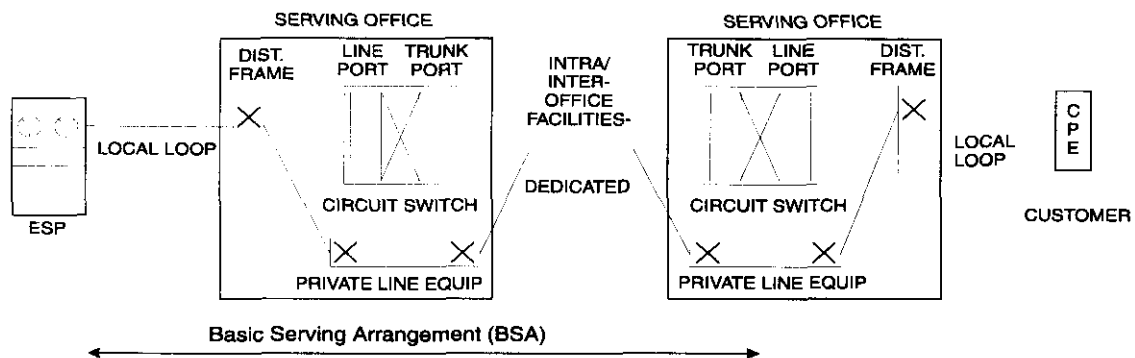 SERVING OFFICE
SERVING OFFICE
DIST.
FRAME
LINE
PORT
TRUNK
PORT
INTRA/
INTER-
OFFICE
FACILITIES-
DEDICATED
TRUNK
PORT
LINE
PORT
DIST.
FRAME
CPE
LOCAL LOOP
LOCAL
LOOP
ESP
CIRCUIT SWITCH
CIRCUIT SWITCH
CUSTOMER
PRIVATE LINE EQUIP
PRIVATE LINE EQUIP
Basic Serving Arrangement (BSA)